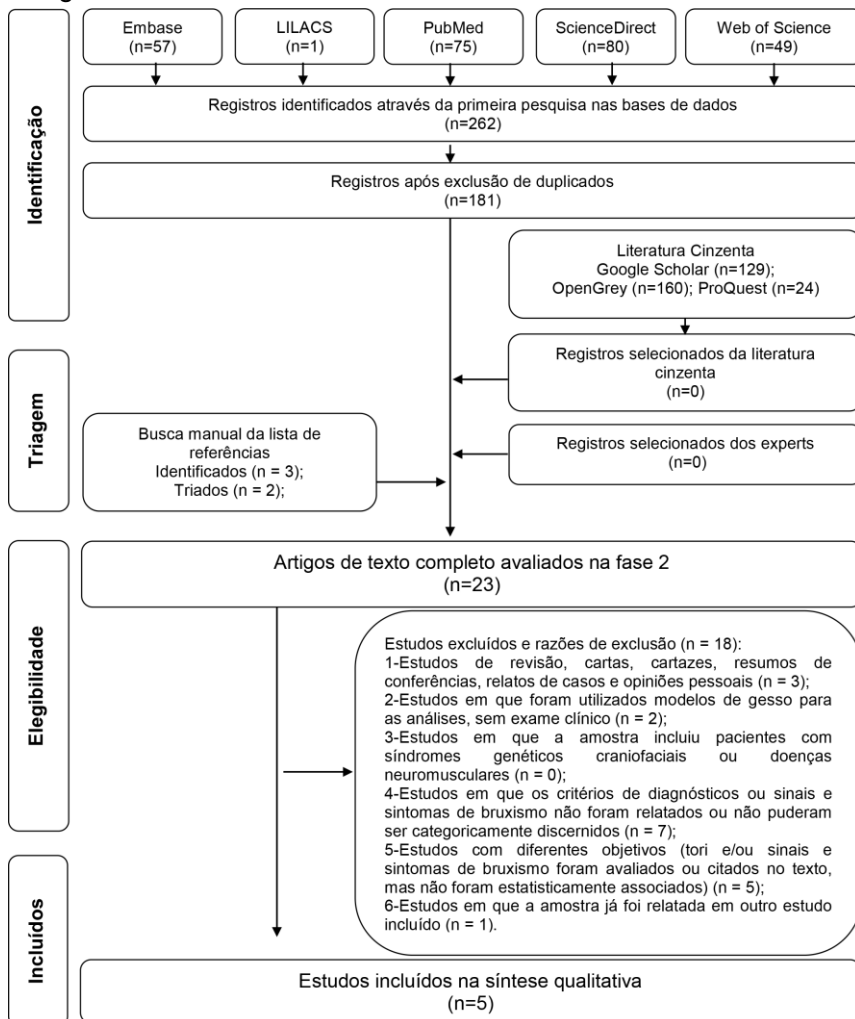 Embase
(n=57)
LILACS
(n=1)
PubMed
(n=75)
ScienceDirect
(n=80)
Web of Science
(n=49)
Identificação
Registros identificados através da primeira pesquisa nas bases de dados
(n=262)
Registros após exclusão de duplicados
(n=181)
Literatura Cinzenta
Google Scholar (n=129);
OpenGrey (n=160); ProQuest (n=24)
Registros selecionados da literatura
cinzenta
(n=0)
Triagem
Busca manual da lista de
referências
Identificados (n = 3);
Triados (n = 2);
Registros selecionados dos experts
(n=0)
Elegibilidade
Artigos de texto completo avaliados na fase 2
(n=23)
Estudos excluídos e razões de exclusão (n = 18):
1-Estudos de revisão, cartas, cartazes, resumos de
conferências, relatos de casos e opiniões pessoais (n = 3);
2-Estudos em que foram utilizados modelos de gesso para
as análises, sem exame clínico (n = 2);
3-Estudos em que a amostra incluiu pacientes com
síndromes genéticos craniofaciais ou doenças
neuromusculares (n = 0);
4-Estudos em que os critérios de diagnósticos ou sinais e
sintomas de bruxismo não foram relatados ou não puderam
ser categoricamente discernidos (n = 7);
5-Estudos com diferentes objetivos (tori e/ou sinais e
sintomas de bruxismo foram avaliados ou citados no texto,
mas não foram estatisticamente associados) (n = 5);
6-Estudos em que a amostra já foi relatada em outro estudo
incluído (n = 1).
Incluídos
Estudos incluídos na síntese qualitativa
(n=5)